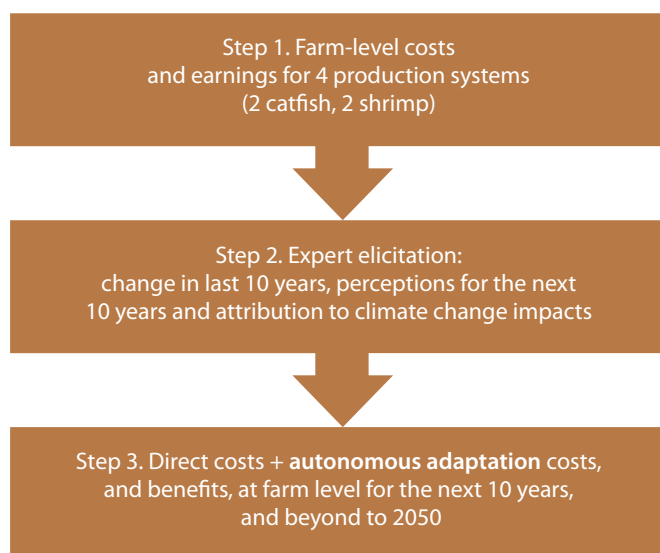 Step 1. Farm-level costs
and earnings for 4 production systems
(2 catfish, 2 shrimp)
Step 2. Expert elicitation:
change in last 10 years, perceptions for the next
10 years and attribution to climate change impacts
Step 3. Direct costs + autonomous adaptation costs,
and benefits, at farm level for the next 10 years,
and beyond to 2050